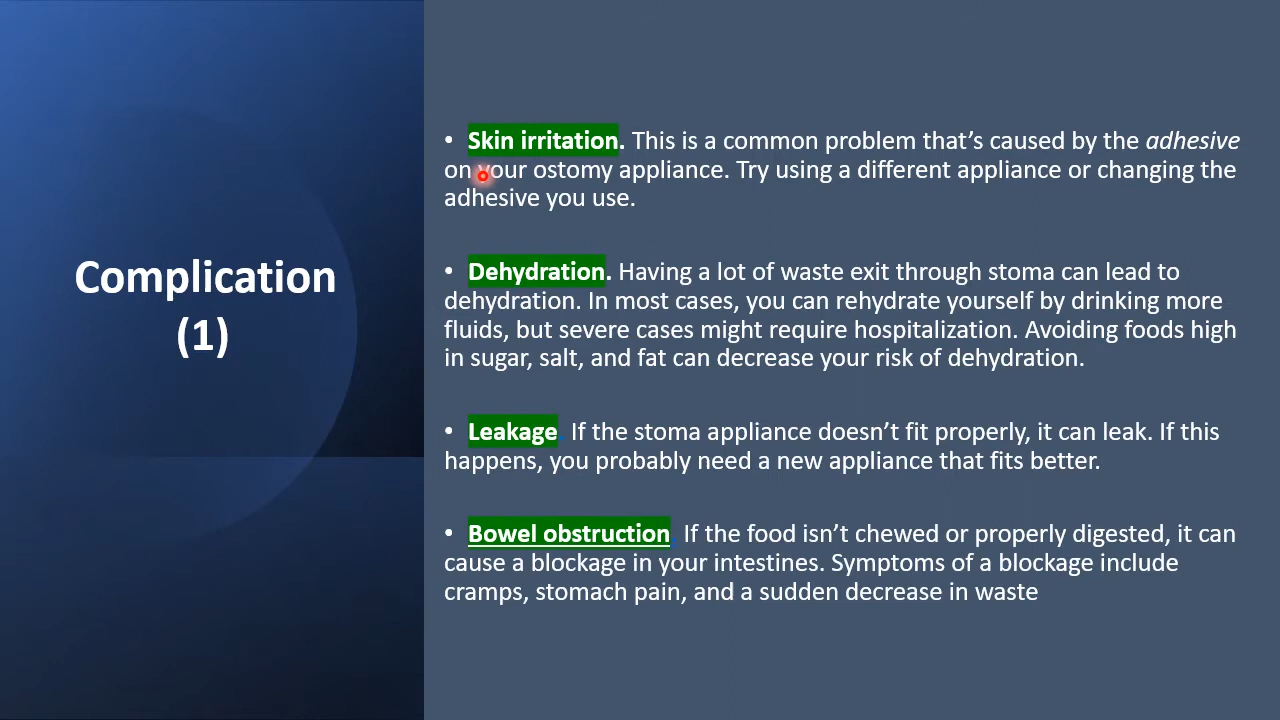 Complication
(1)
• Skin irritation. This is a common problem that’s caused by the adhesive
on your ostomy appliance. Try using a different appliance or changing the
adhesive you use.
• Dehydration. Having a lot of waste exit through stoma can lead to
dehydration. In most cases, you can rehydrate yourself by drinking more
fluids, but severe cases might require hospitalization. Avoiding foods high
in sugar, salt, and fat can decrease your risk of dehydration.
• Leakage. If the stoma appliance doesn’t fit properly, it can leak. If this
happens, you probably need a new appliance that fits better.
• Bowel obstruction. If the food isn’t chewed or properly digested, it can
cause a blockage in your intestines. Symptoms of a blockage include
cramps, stomach pain, and a sudden decrease in waste